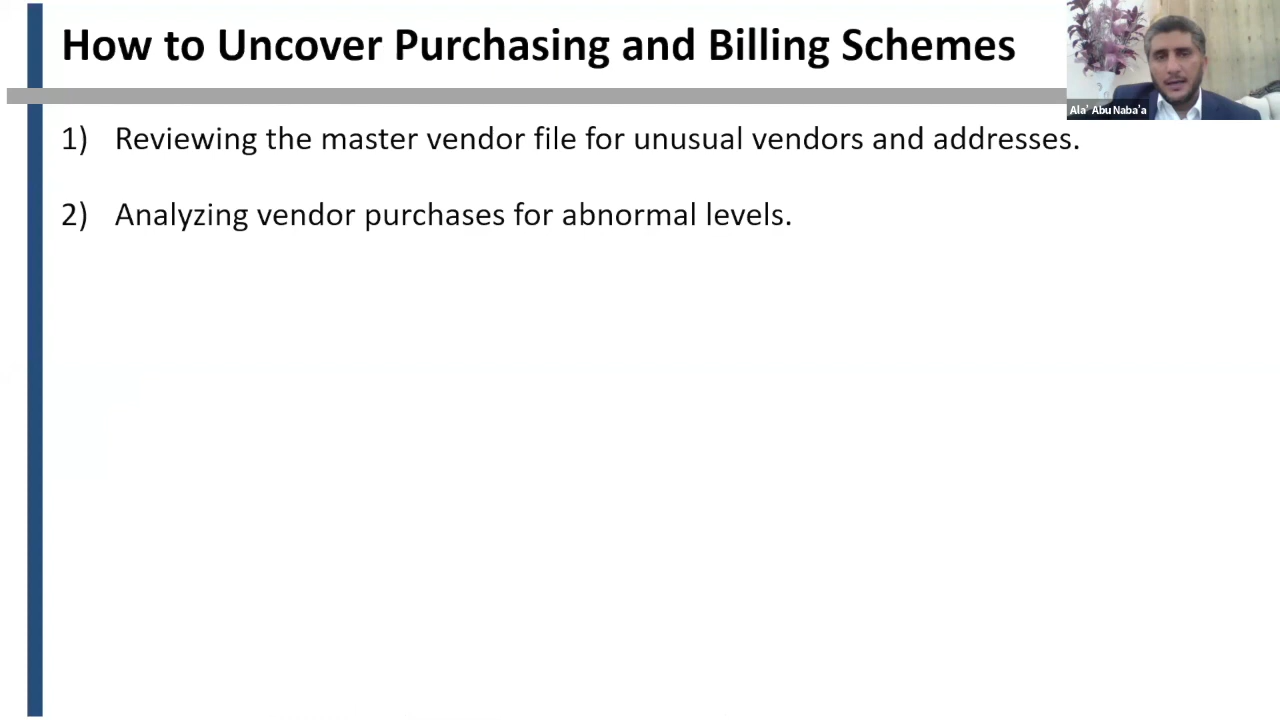 How to Uncover Purchasing and Billing Schemes
Ala' Abu Naba'a
1) Reviewing the master vendor file for unusual vendors and addresses.
2) Analyzing vendor purchases for abnormal levels.